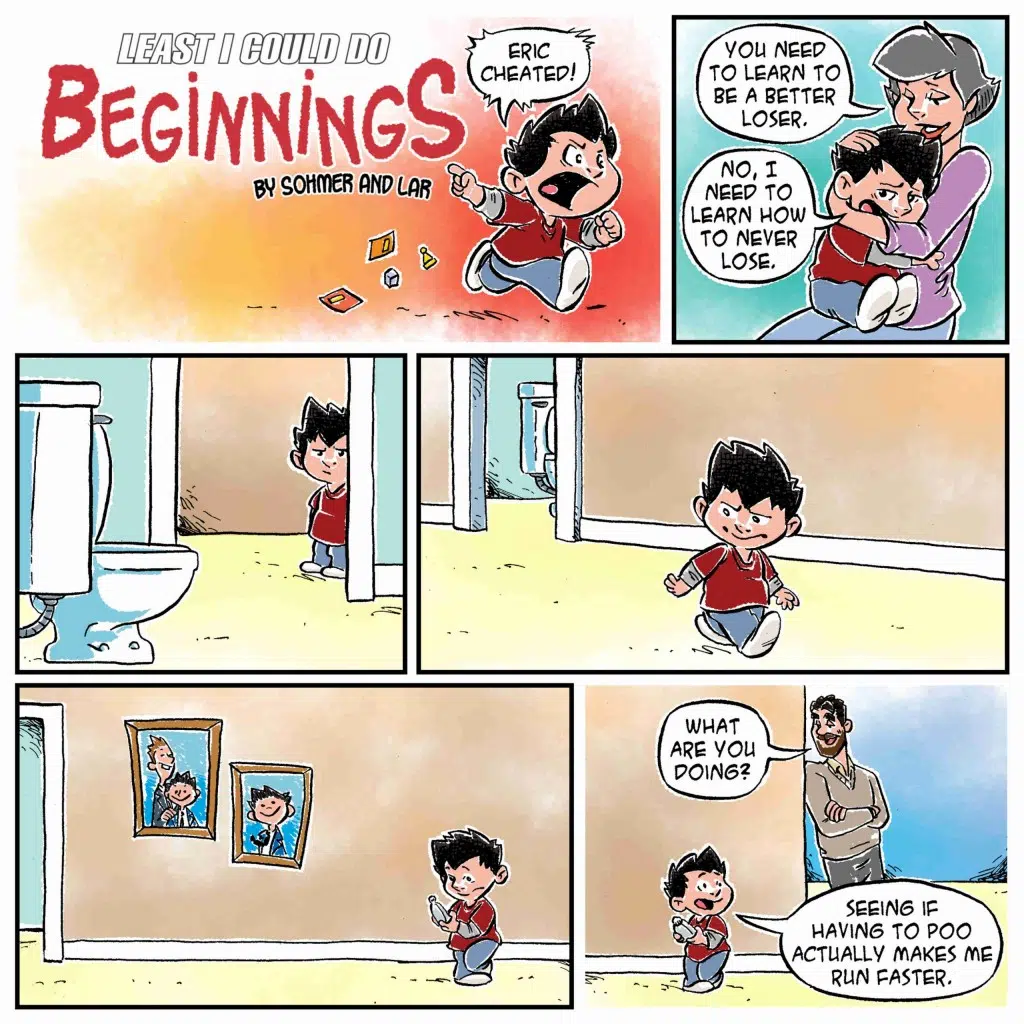 LEAST I COULD DO
BEGINNINGS
BY SOHMER AND LAR
ERIC
CHEATED!
YOU NEED
TO LEARN TO
BE A BETTER
LOSER.
NO, I
NEED TO
LEARN HOW
TO NEVER
LOSE.
WHAT
ARE YOU
DOING?
SEEING IF
HAVING TO POO
ACTUALLY MAKES ME
RUN FASTER.